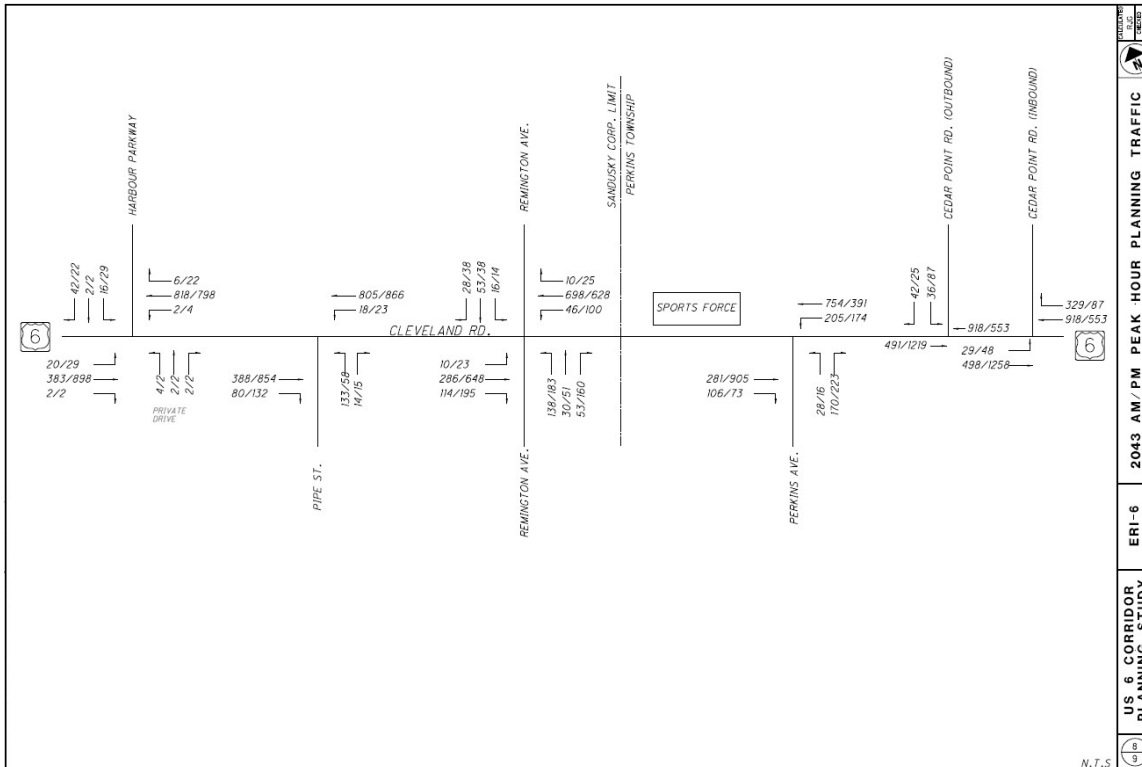 HARBOUR PARKWAY
REMINGTON AVE.
SANDUSKY CORP. LIMIT
PERKINS TOWNSHIP
CEDAR POINT RD. (OUTBOUND)
CEDAR POINT RD. (INBOUND)
42/22
2/2
16/29
6/22
818/798
2/4
805/866
18/23
28/38
53/38
16/14
10/25
698/628
46/100
SPORTS FORCE
754/391
205/174
42/25
36/87
918/553
329/87
918/553
6
CLEVELAND RD.
6
20/29
383/898
2/2
4/2
2/2
2/2
PRIVATE
DRIVE
388/854
80/132
133/58
14/15
10/23
286/648
114/195
138/183
30/51
53/160
281/905
106/73
28/16
170/223
491/1219
29/48
498/1258
PIPE ST.
REMINGTON AVE.
PERKINS AVE.
CALCULATED
RJG
CHECKED
2043 AM/PM PEAK -HOUR PLANNING TRAFFIC
ERI-6
US 6 CORRIDOR
PLANNING STUDY
8
9
N.T.S